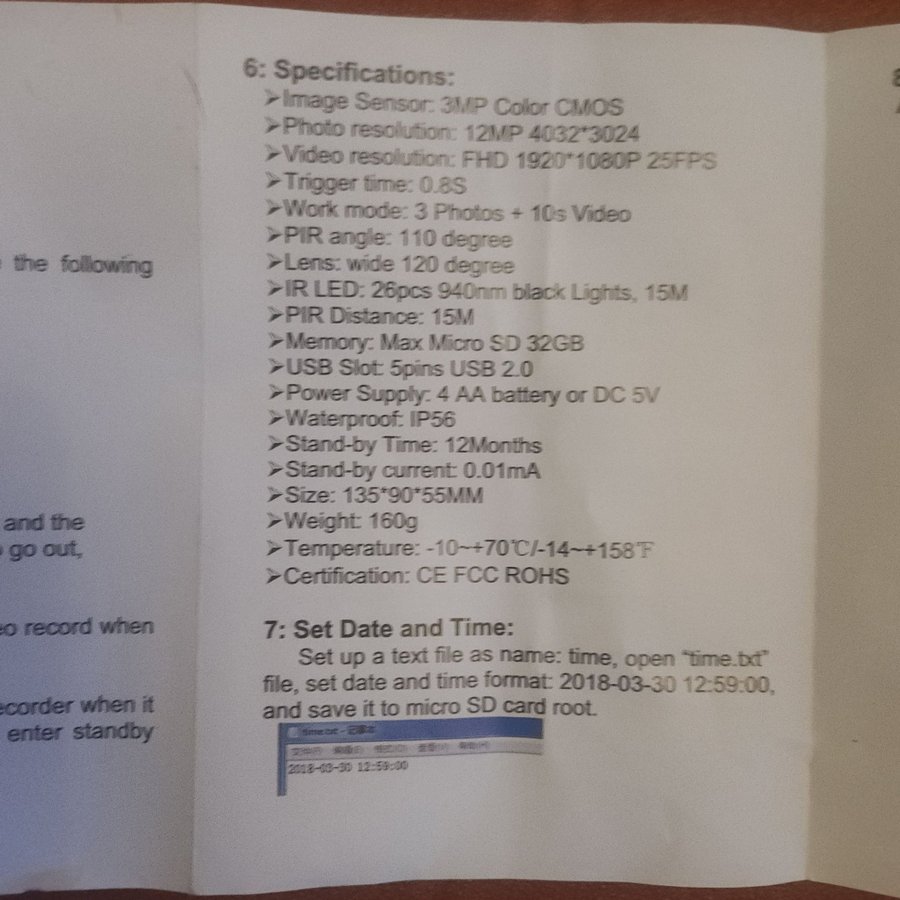 the following
and the
go out,
record when
when it
enter standby
6: Specifications:
➢Image Sensor: 3MP Color CMOS
➢Photo resolution: 12MP 4032*3024
➢Video resolution: FHD 1920*1080P 25FPS
➢Trigger time: 0.8S
➢Work mode: 3 Photos + 10s Video
➢PIR angle: 110 degree
➢Lens: wide 120 degree
➢IR LED: 26pcs 940nm black Lights, 15M
➢PIR Distance: 15M
➢Memory: Max Micro SD 32GB
➢USB Slot: 5pins USB 2.0
➢Power Supply: 4 AA battery or DC 5V
➢Waterproof: IP56
➢Stand-by Time: 12Months
➢Stand-by current: 0.01mA
➢Size: 135*90*55MM
➢Weight: 160g
➢Temperature: -10~+70℃/-14~+158℉
➢Certification: CE FCC ROHS
7: Set Date and Time:
Set up a text file as name: time, open "time.txt"
file, set date and time format: 2018-03-30 12:59:00,
and save it to micro SD card root.
time.txt - 记事本
2018-03-30 12:59:00
8